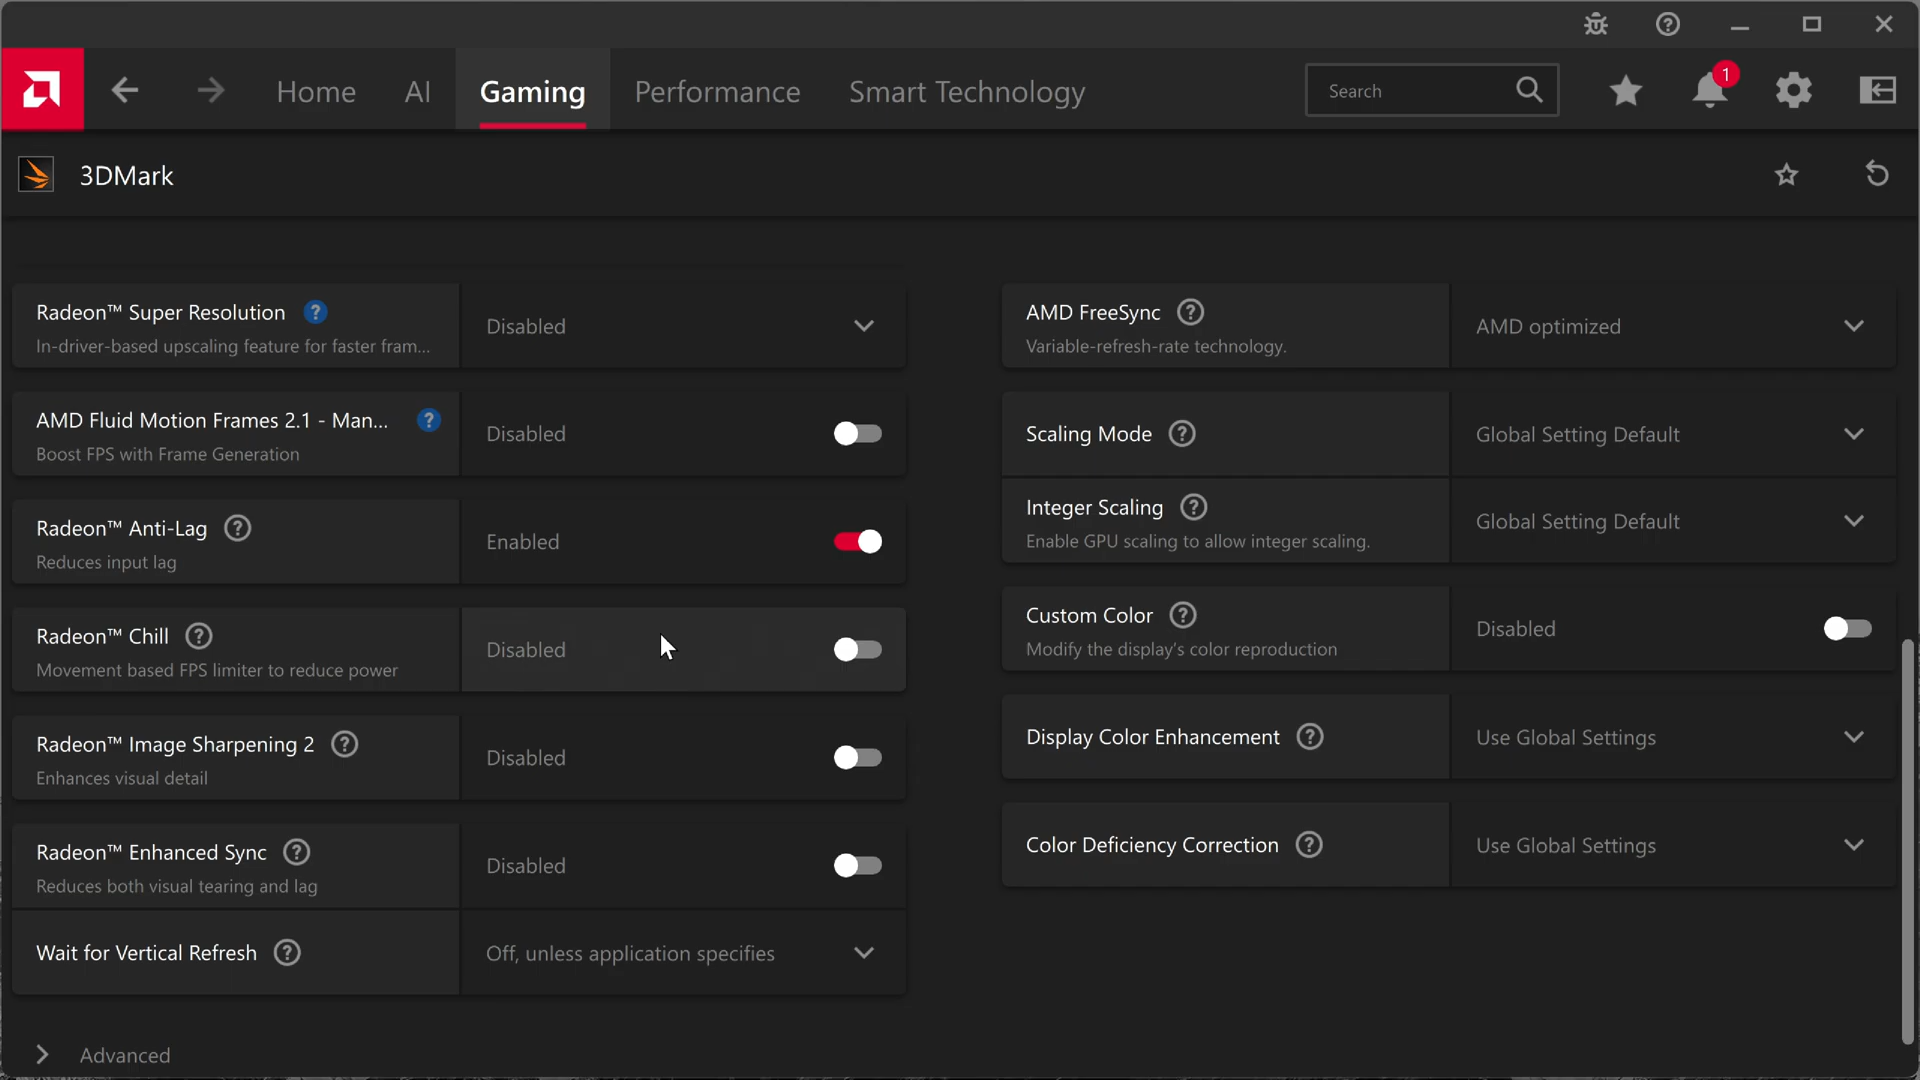 Home
AI
Gaming
Performance
Smart Technology
Search
1
3DMark
Radeon™ Super Resolution
In-driver-based upscaling feature for faster fram...
Disabled
AMD Fluid Motion Frames 2.1 - Man...
Boost FPS with Frame Generation
Disabled
Radeon™ Anti-Lag
Reduces input lag
Enabled
Radeon™ Chill
Movement based FPS limiter to reduce power
Disabled
Radeon™ Image Sharpening 2
Enhances visual detail
Disabled
Radeon™ Enhanced Sync
Reduces both visual tearing and lag
Disabled
Wait for Vertical Refresh
Off, unless application specifies
Advanced
AMD FreeSync
Variable-refresh-rate technology.
AMD optimized
Scaling Mode
Global Setting Default
Integer Scaling
Enable GPU scaling to allow integer scaling.
Global Setting Default
Custom Color
Modify the display's color reproduction
Disabled
Display Color Enhancement
Use Global Settings
Color Deficiency Correction
Use Global Settings